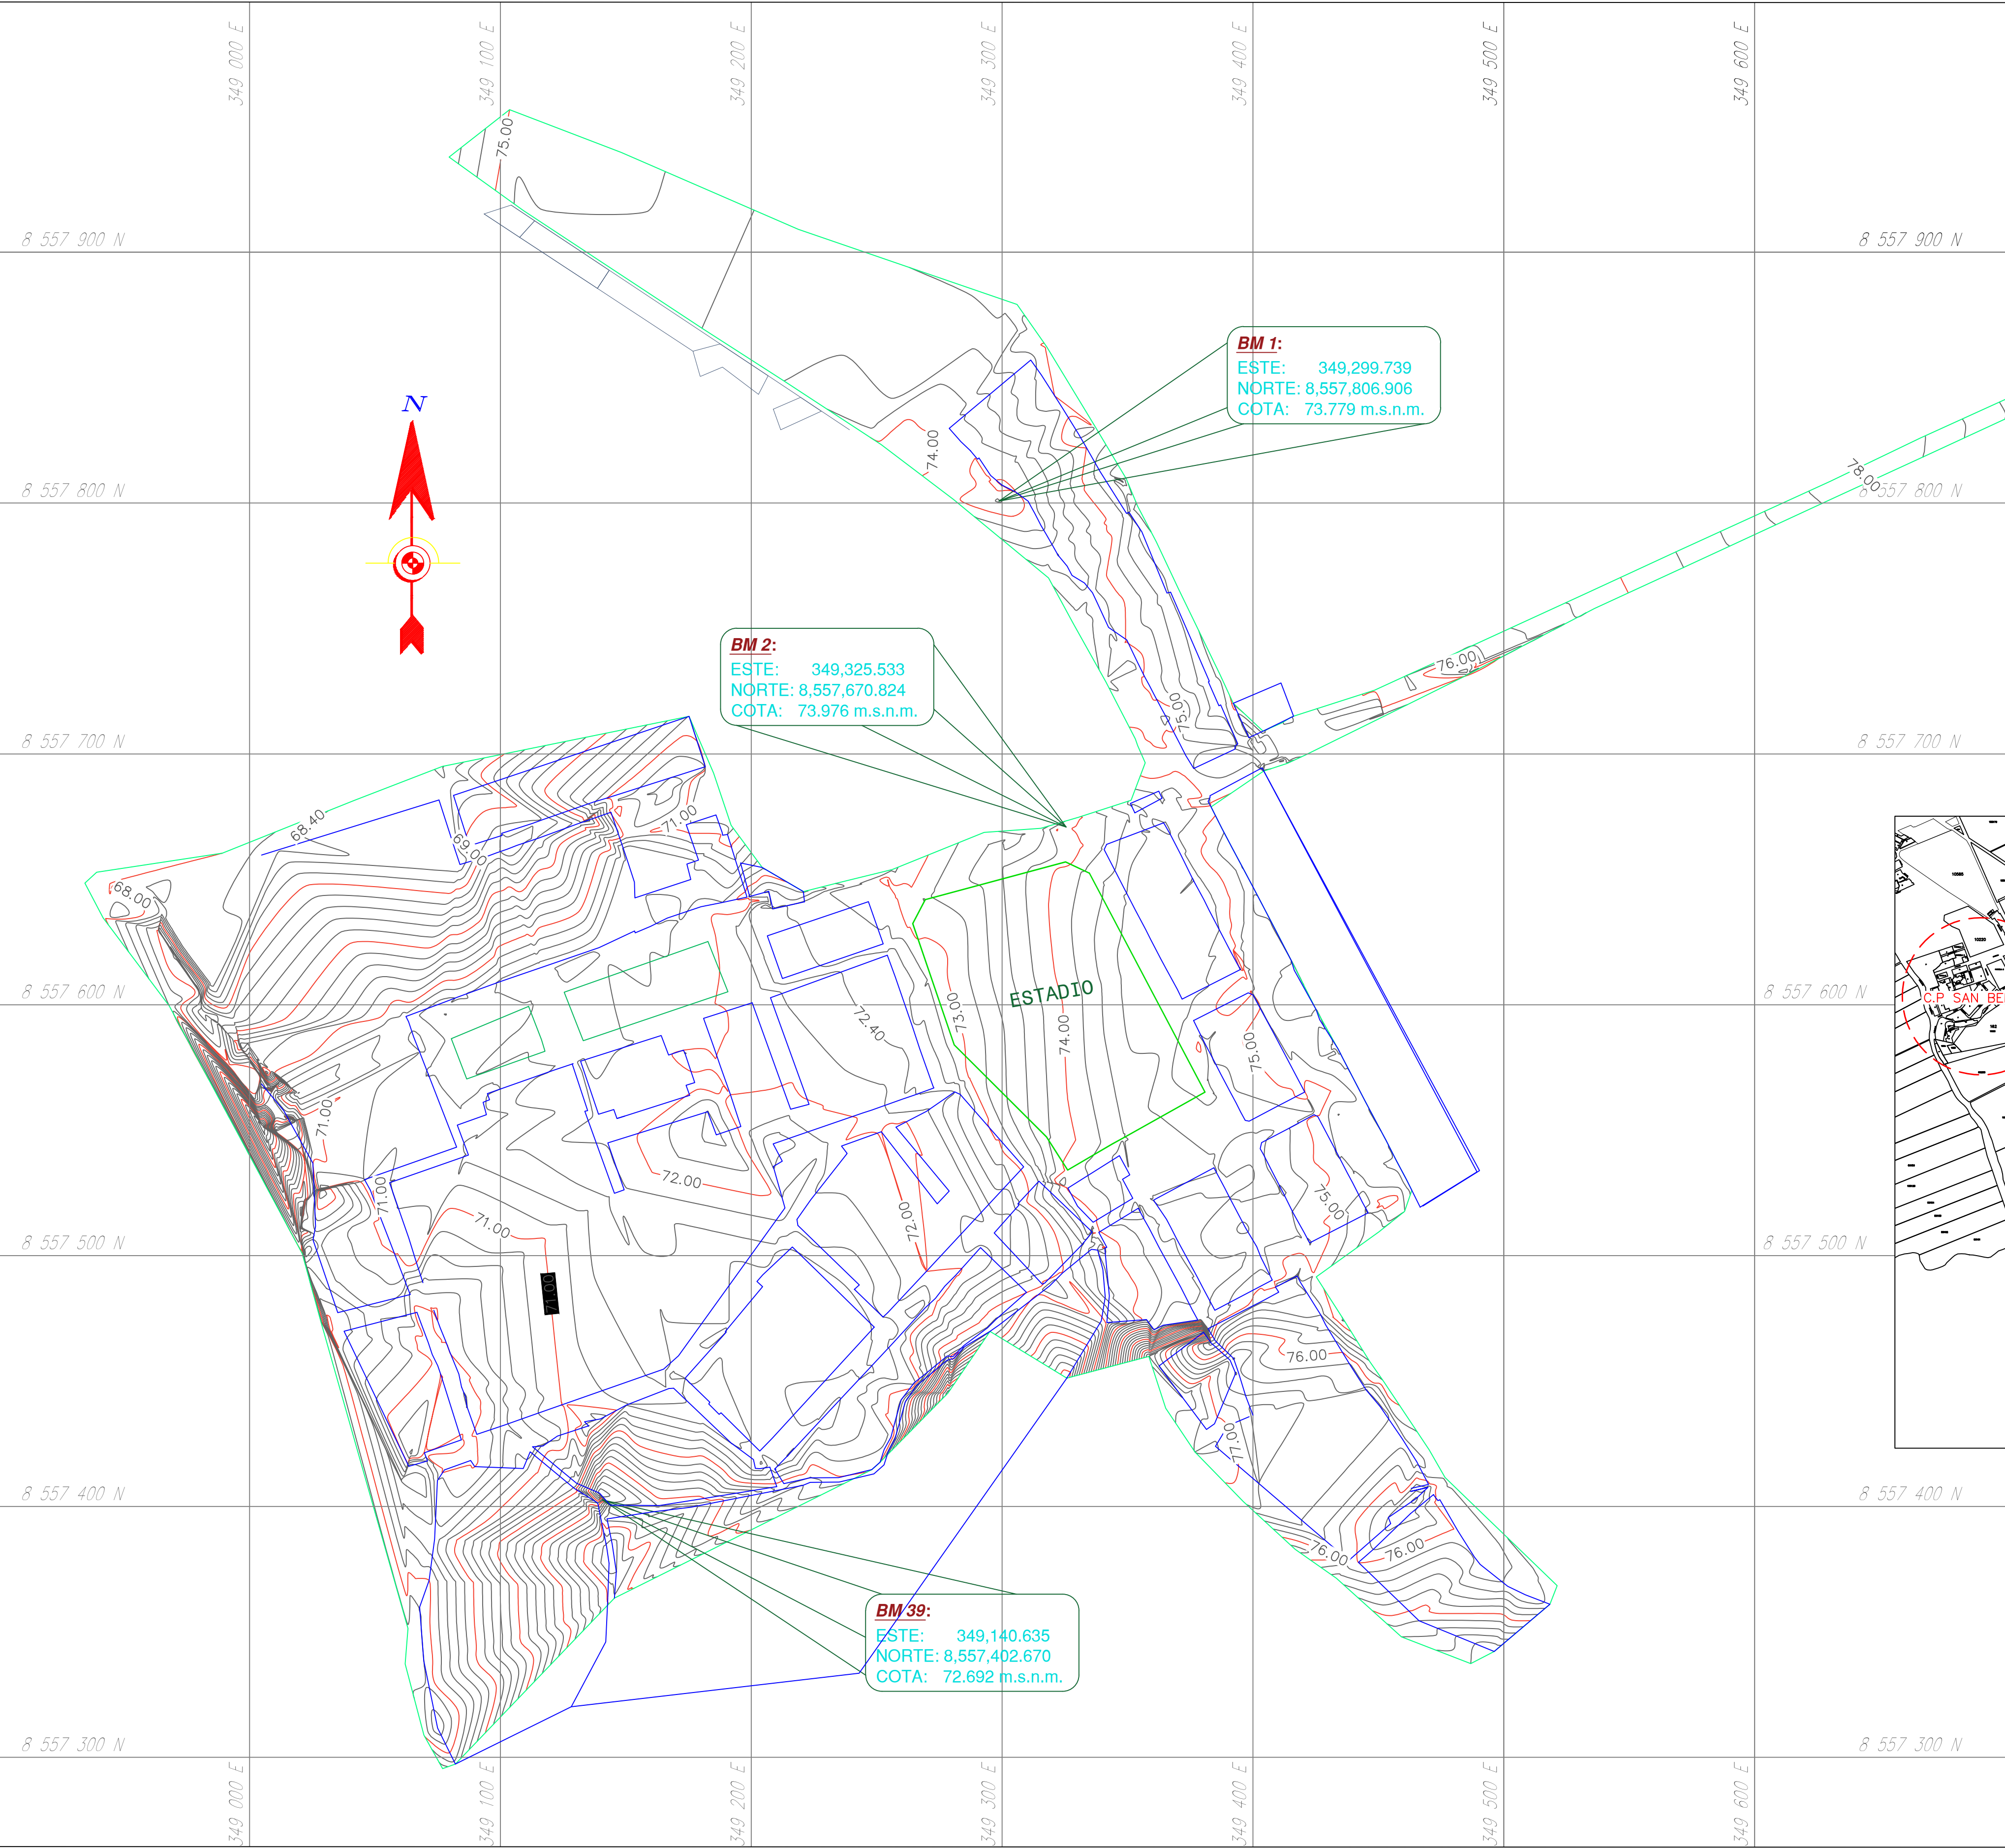 349 000 E
349 100 E
349 200 E
349 300 E
349 400 E
349 500 E
349 600 E
75.00
8 557 900 N
8 557 900 N
BM 1:
ESTE: 349,299.739
NORTE: 8,557,806.906
COTA: 73.779 m.s.n.m.
N
74.00
78.00
8 557 800 N
8 557 800 N
BM 2:
ESTE: 349,325.533
NORTE: 8,557,670.824
COTA: 73.976 m.s.n.m.
76.00
75.00
8 557 700 N
8 557 700 N
68.40
71.00
69.00
68.00
10085
10220
C.P SAN BE
163
8 557 600 N
8 557 600 N
ESTADIO
73.00
72.40
74.00
75.00
71.00
72.00
71.00
71.00
72.00
75.00
8 557 500 N
8 557 500 N
71.00
76.00
77.00
8 557 400 N
8 557 400 N
76.00
76.00
BM 39:
ESTE: 349,140.635
NORTE: 8,557,402.670
COTA: 72.692 m.s.n.m.
8 557 300 N
8 557 300 N
349 000 E
349 100 E
349 200 E
349 300 E
349 400 E
349 500 E
349 600 E